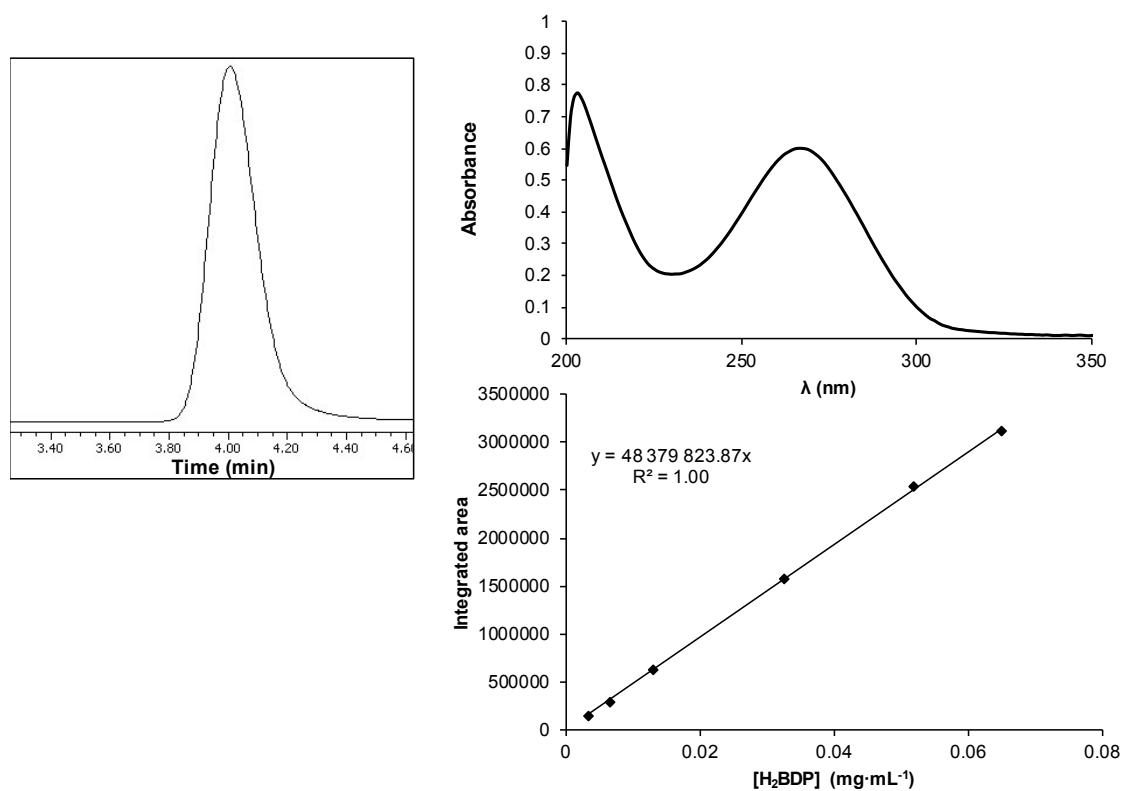 3.40 3.60 3.80 4.00 4.20 4.40 4.6
Time (min)
1
0.9
0.8
0.7
0.6
0.5
0.4
0.3
0.2
0.1
0
Absorbance
200 250 300 350
λ (nm)
3500000
3000000
2500000
2000000
1500000
1000000
500000
0
Integrated area
y = 48 379 823.87x
R² = 1.00
0 0.02 0.04 0.06 0.08
[H₂BDP] (mg·mL⁻¹)